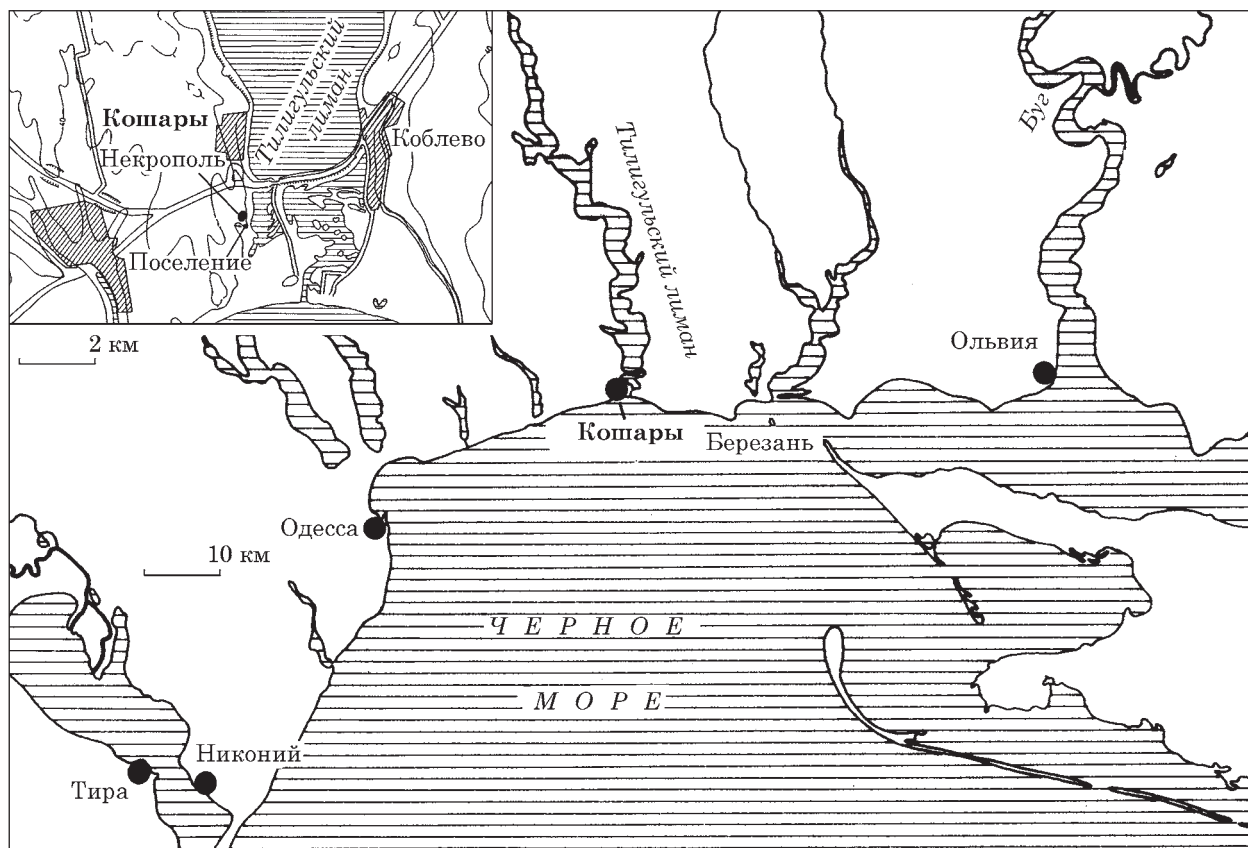 Тилигульский
лиман
Кошары
Некрополь
Коблево
Поселение
2 км
Буг
Тилигульский лиман
Ольвия
Кошары
Березань
Одесса
10 км
ЧЕРНОЕ
МОРЕ
Никоний
Тира